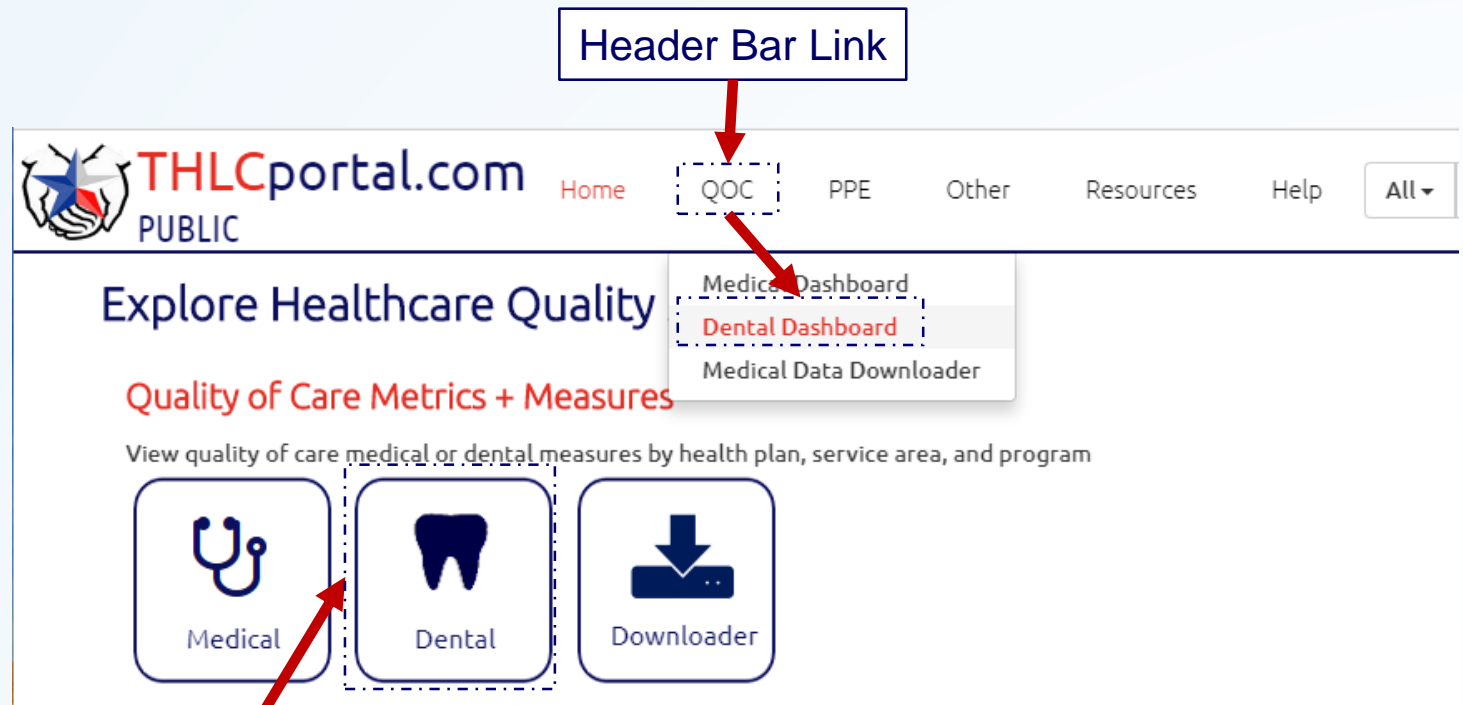 Header Bar Link
THLCportal.com
PUBLIC
Home QOC PPE Other Resources Help All
Explore Healthcare Quality
Medical Dashboard
Dental Dashboard
Medical Data Downloader
Quality of Care Metrics + Measures
View quality of care medical or dental measures by health plan, service area, and program
Medical Dental Downloader